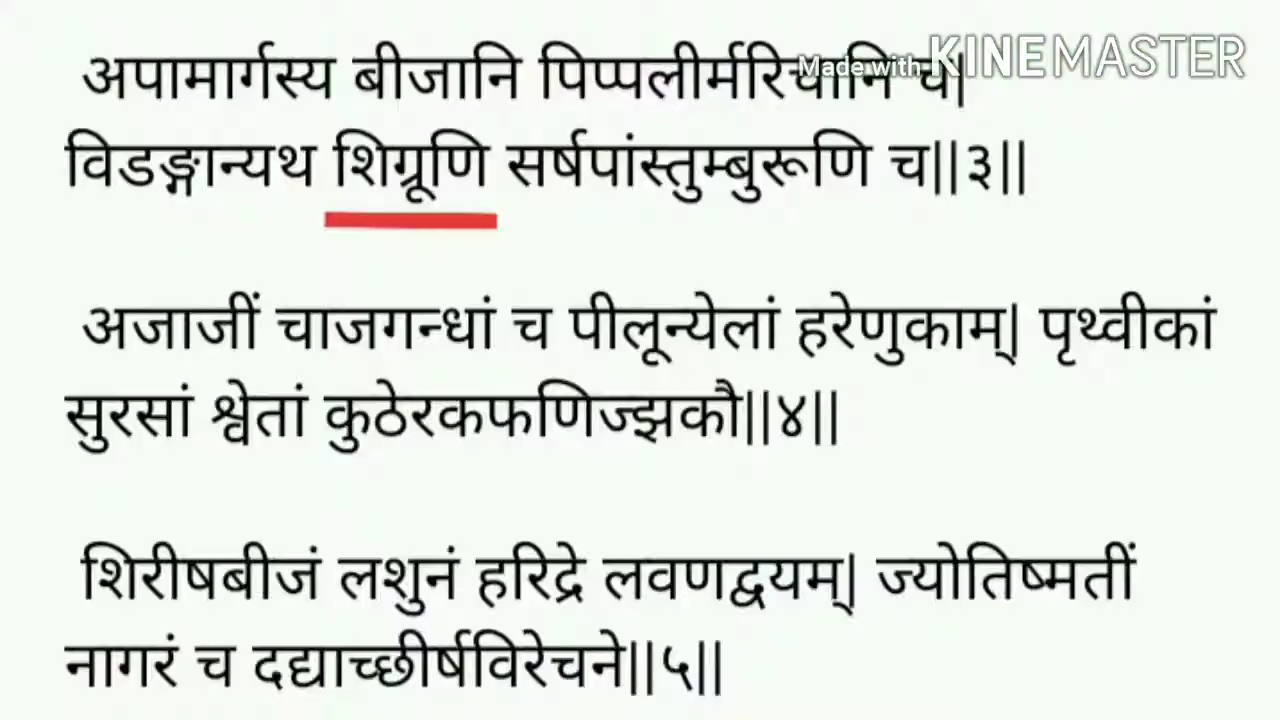 Made with KINEMASTER
अपामार्गस्य बीजानि पिप्पलीर्मरिचानि च|
विडङ्गान्यथ शिग्रूणि सर्षपांस्तुम्बुरूणि च||३||
अजाजीं चाजगन्धां च पीलून्येलां हरेणुकाम्| पृथ्वीकां
सुरसां श्वेतां कुठेरकफणिज्झकौ||४||
शिरीषबीजं लशुनं हरिद्रे लवणद्वयम्| ज्योतिष्मतीं
नागरं च दद्याच्छीर्षविरेचने||५||